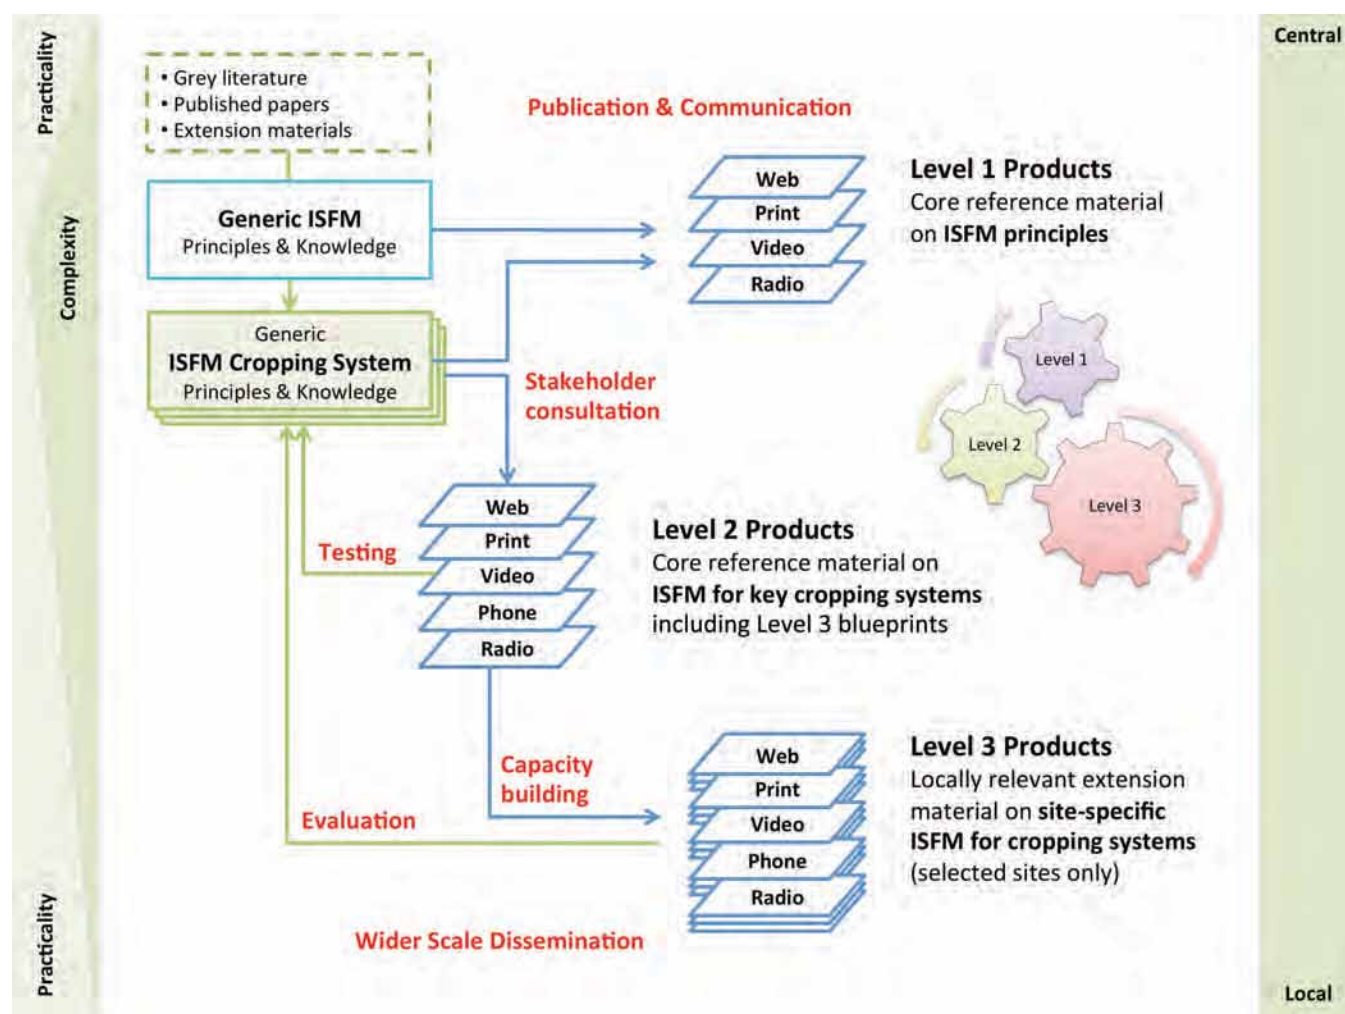 Practicality
Complexity
Practicality
• Grey literature
• Published papers
• Extension materials
Generic ISFM
Principles & Knowledge
Generic
ISFM Cropping System
Principles & Knowledge
Publication & Communication
Web
Print
Video
Radio
Level 1 Products
Core reference material
on ISFM principles
Central
Level 1
Level 2
Level 3
Stakeholder
consultation
Testing
Web
Print
Video
Phone
Radio
Level 2 Products
Core reference material on
ISFM for key cropping systems
including Level 3 blueprints
Capacity
building
Evaluation
Web
Print
Video
Phone
Radio
Level 3 Products
Locally relevant extension
material on site-specific
ISFM for cropping systems
(selected sites only)
Wider Scale Dissemination
Local